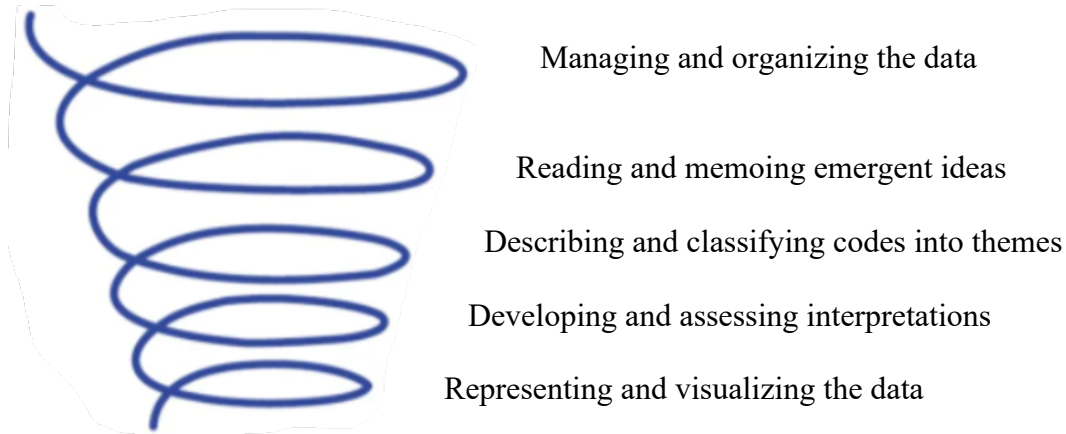 Managing and organizing the data
Reading and memoing emergent ideas
Describing and classifying codes into themes
Developing and assessing interpretations
Representing and visualizing the data